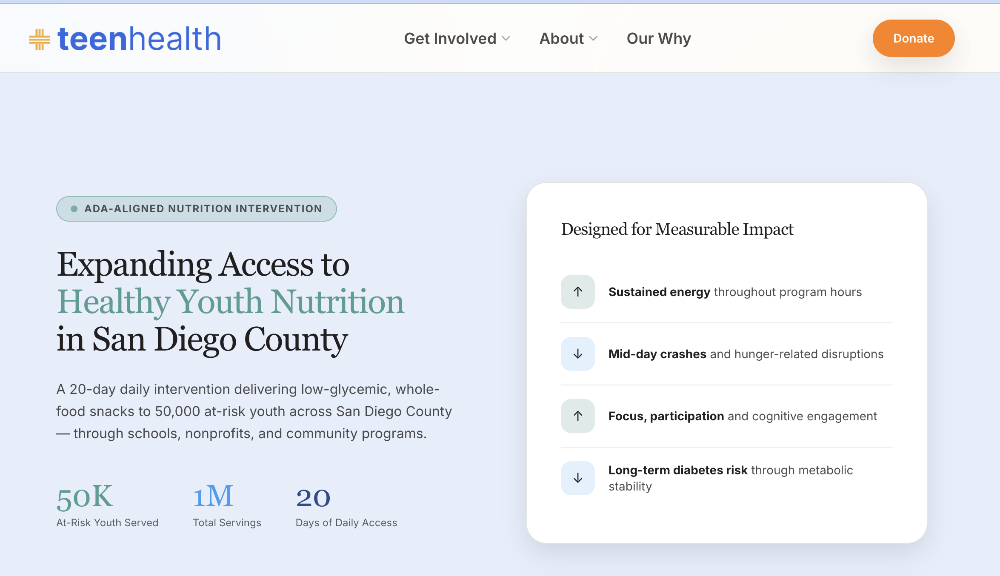 teenhealth
Get Involved
About
Our Why
Donate
ADA-ALIGNED NUTRITION INTERVENTION
Expanding Access to
Healthy Youth Nutrition
in San Diego County
A 20-day daily intervention delivering low-glycemic, whole-
food snacks to 50,000 at-risk youth across San Diego County
— through schools, nonprofits, and community programs.
50K
At-Risk Youth Served
1M
Total Servings
20
Days of Daily Access
Designed for Measurable Impact
↑ Sustained energy throughout program hours
↓ Mid-day crashes and hunger-related disruptions
↑ Focus, participation and cognitive engagement
↓ Long-term diabetes risk through metabolic
stability